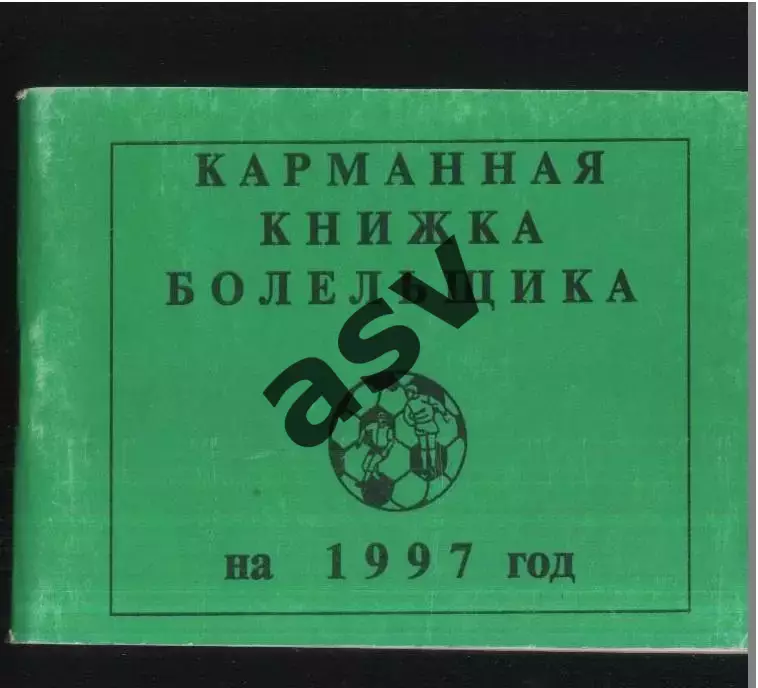 КАРМАННАЯ
КНИЖКА
БОЛЕЛЬЩИКА
asv
на 1997 год